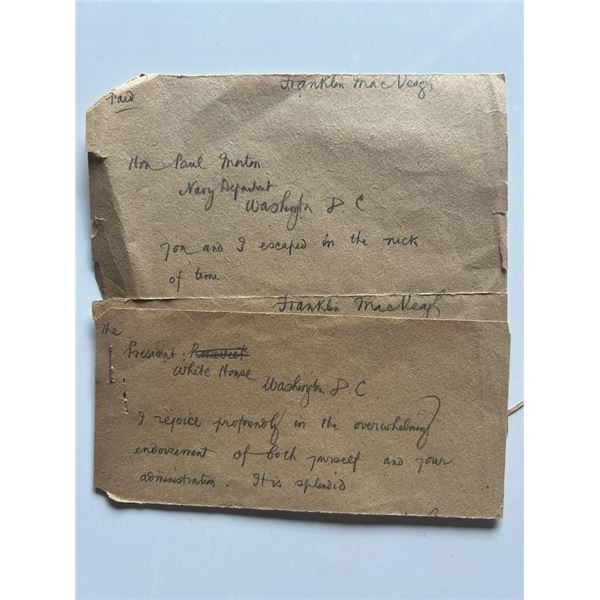 Franklin MacVeagh
Paid
Hon Paul Morton
Navy Department
Washington D C
You and I escaped in the nick
of time
Franklin MacVeagh
The
President: Roosevelt
White House
Washington D.C
I rejoice profoundly in the overwhelming
endorsement of both yourself and your
administration. It is splendid